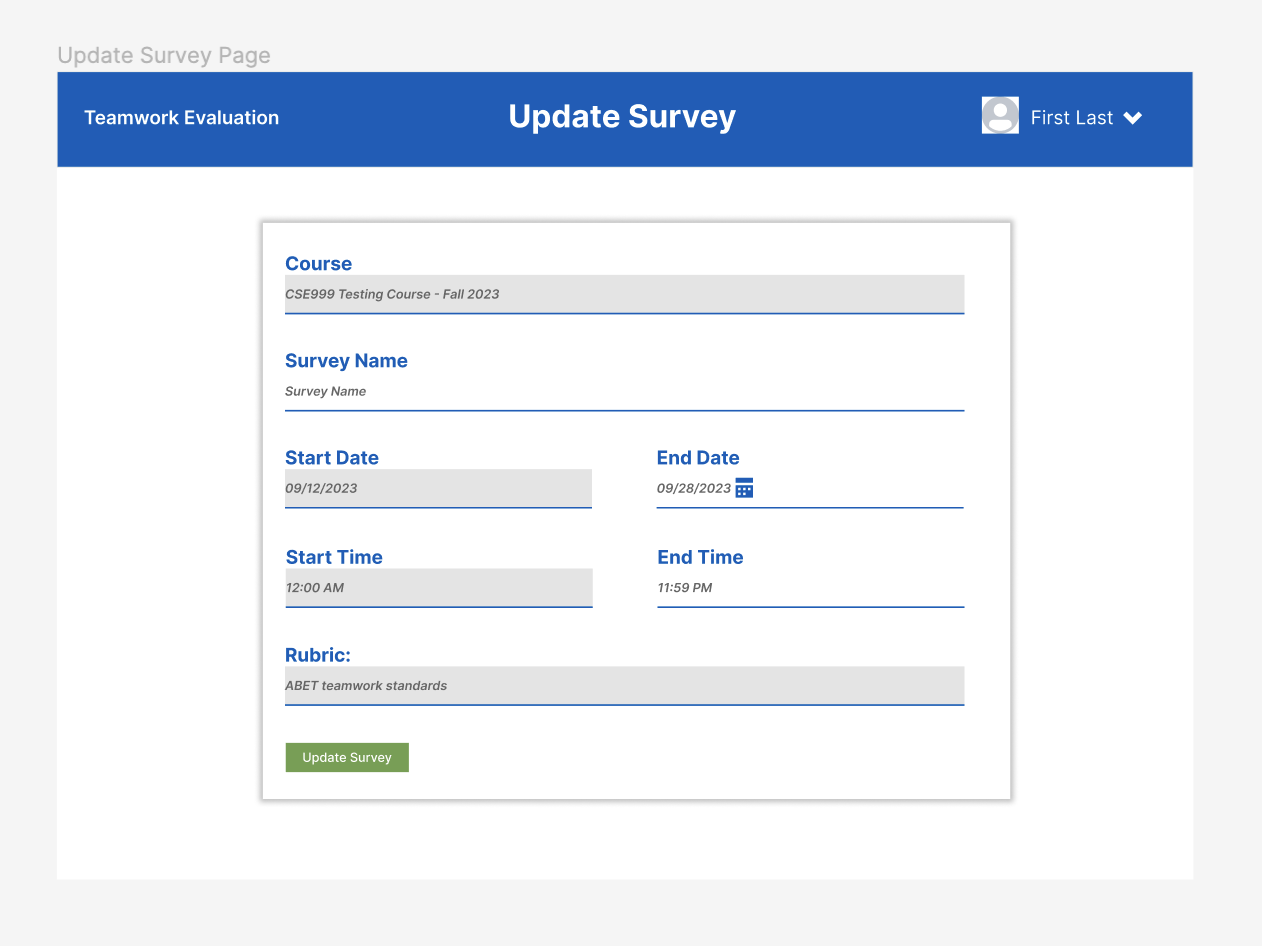 Update Survey Page
Teamwork Evaluation
Update Survey
First Last
Course
CSE999 Testing Course - Fall 2023
Survey Name
Survey Name
Start Date
End Date
09/12/2023
09/28/2023
Start Time
End Time
12:00 AM
11:59 PM
Rubric:
ABET teamwork standards
Update Survey